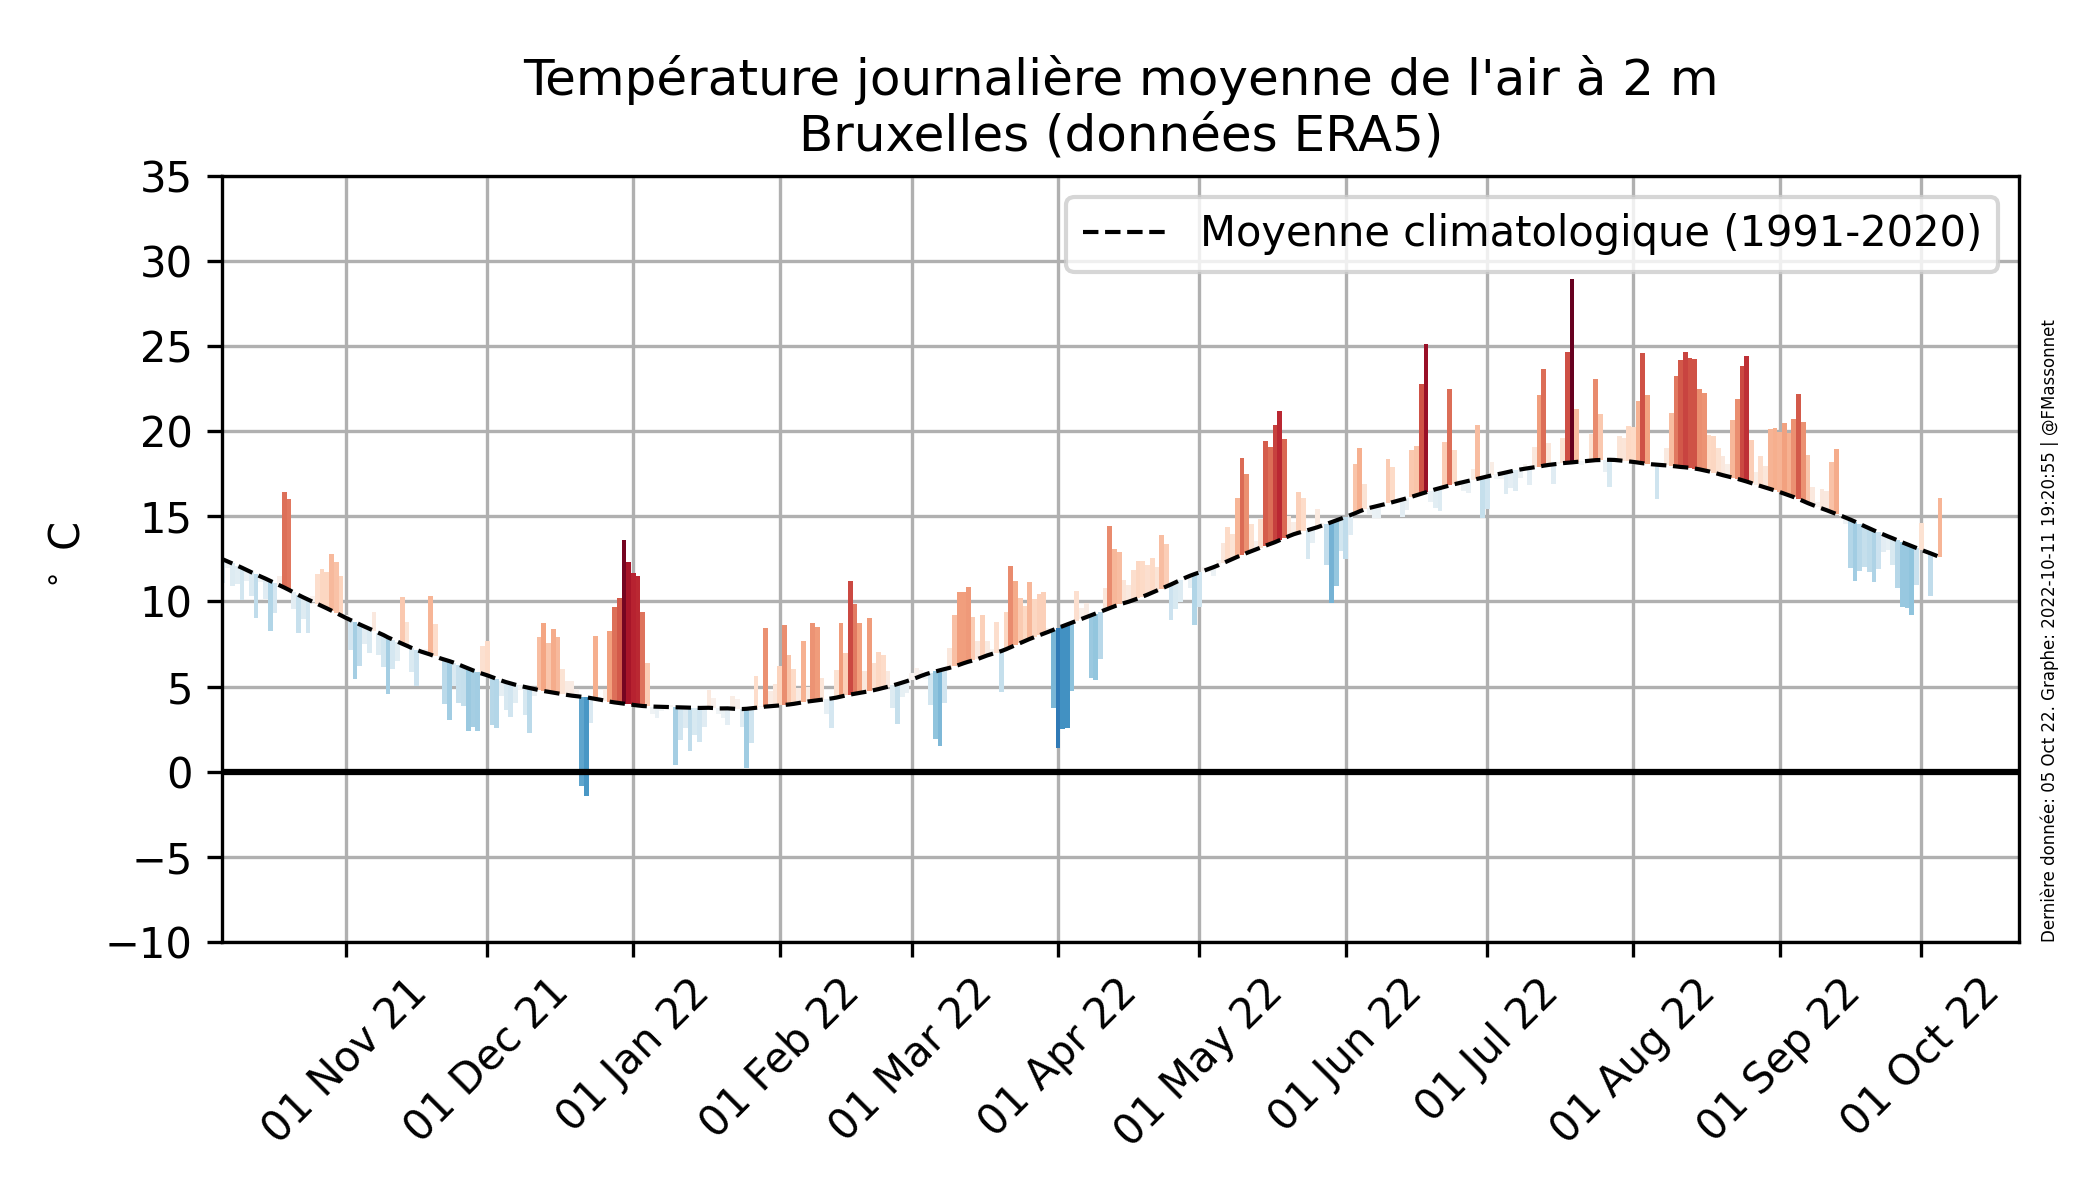 Température journalière moyenne de l'air à 2 m
Bruxelles (données ERA5)
Moyenne climatologique (1991-2020)
° C
35
30
25
20
15
10
5
0
−5
−10
01 Nov 21
01 Dec 21
01 Jan 22
01 Feb 22
01 Mar 22
01 Apr 22
01 May 22
01 Jun 22
01 Jul 22
01 Aug 22
01 Sep 22
01 Oct 22
Dernière donnée: 05 Oct 22. Graphe: 2022-10-11 19:20:55 | @FMassonnet